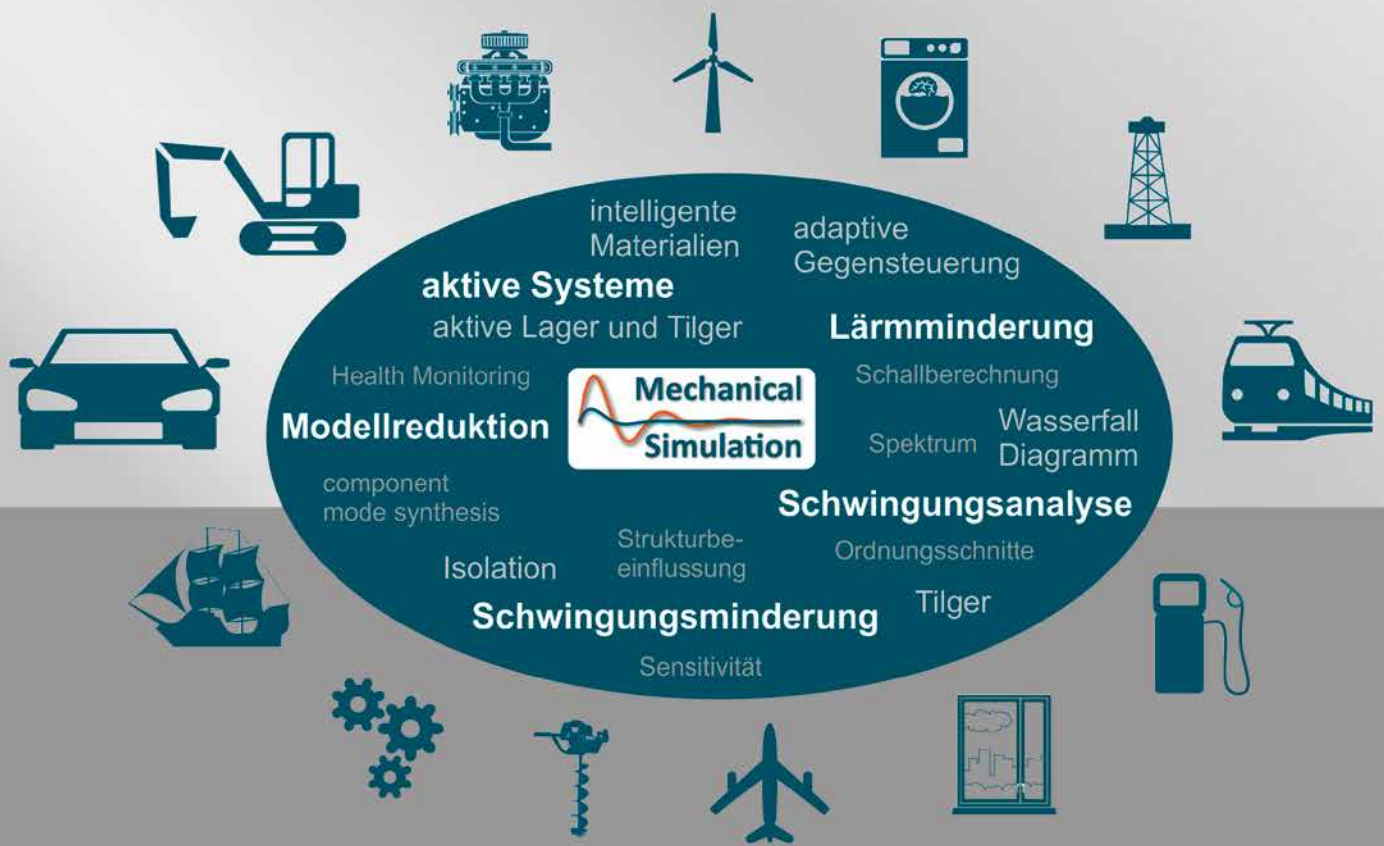 intelligente
Materialien
adaptive
Gegensteuerung
aktive Systeme
aktive Lager und Tilger
Lärmminderung
Health Monitoring
Mechanical
Simulation
Schallberechnung
Modellreduktion
Spektrum
Wasserfall
Diagramm
component
mode synthesis
Schwingungsanalyse
Isolation
Strukturbe-
einflussung
Ordnungsschnitte
Schwingungsminderung
Tilger
Sensitivität